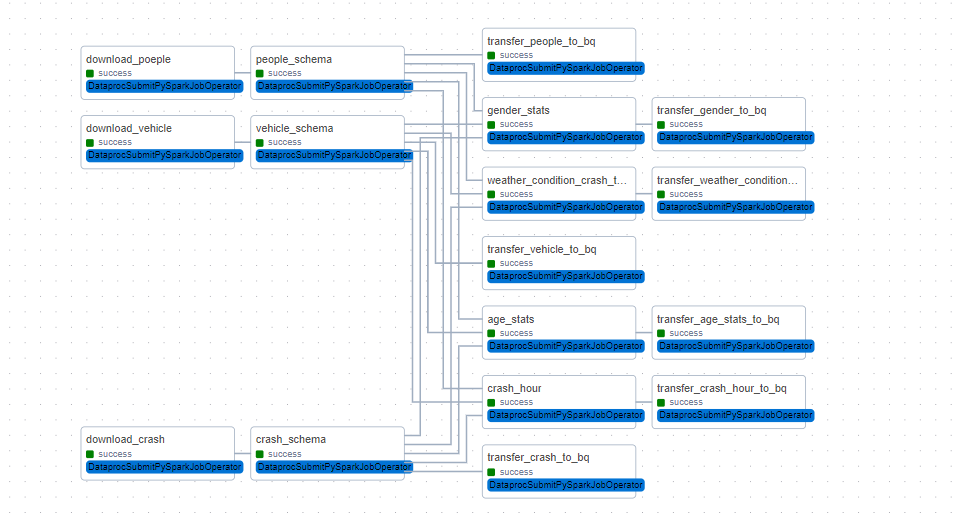 download_poeple
success
DataprocSubmitPySparkJobOperator
people_schema
success
DataprocSubmitPySparkJobOperator
transfer_people_to_bq
success
DataprocSubmitPySparkJobOperator
download_vehicle
success
DataprocSubmitPySparkJobOperator
vehicle_schema
success
DataprocSubmitPySparkJobOperator
gender_stats
success
DataprocSubmitPySparkJobOperator
transfer_gender_to_bq
success
DataprocSubmitPySparkJobOperator
weather_condition_crash_t...
success
DataprocSubmitPySparkJobOperator
transfer_weather_condition...
success
DataprocSubmitPySparkJobOperator
transfer_vehicle_to_bq
success
DataprocSubmitPySparkJobOperator
age_stats
success
DataprocSubmitPySparkJobOperator
transfer_age_stats_to_bq
success
DataprocSubmitPySparkJobOperator
crash_hour
success
DataprocSubmitPySparkJobOperator
transfer_crash_hour_to_bq
success
DataprocSubmitPySparkJobOperator
download_crash
success
DataprocSubmitPySparkJobOperator
crash_schema
success
DataprocSubmitPySparkJobOperator
transfer_crash_to_bq
success
DataprocSubmitPySparkJobOperator